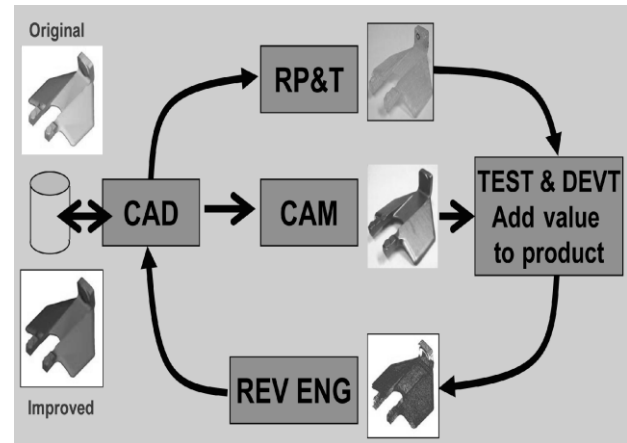 Original
RP&T
CAD
CAM
TEST & DEVT
Add value
to product
REV ENG
Improved